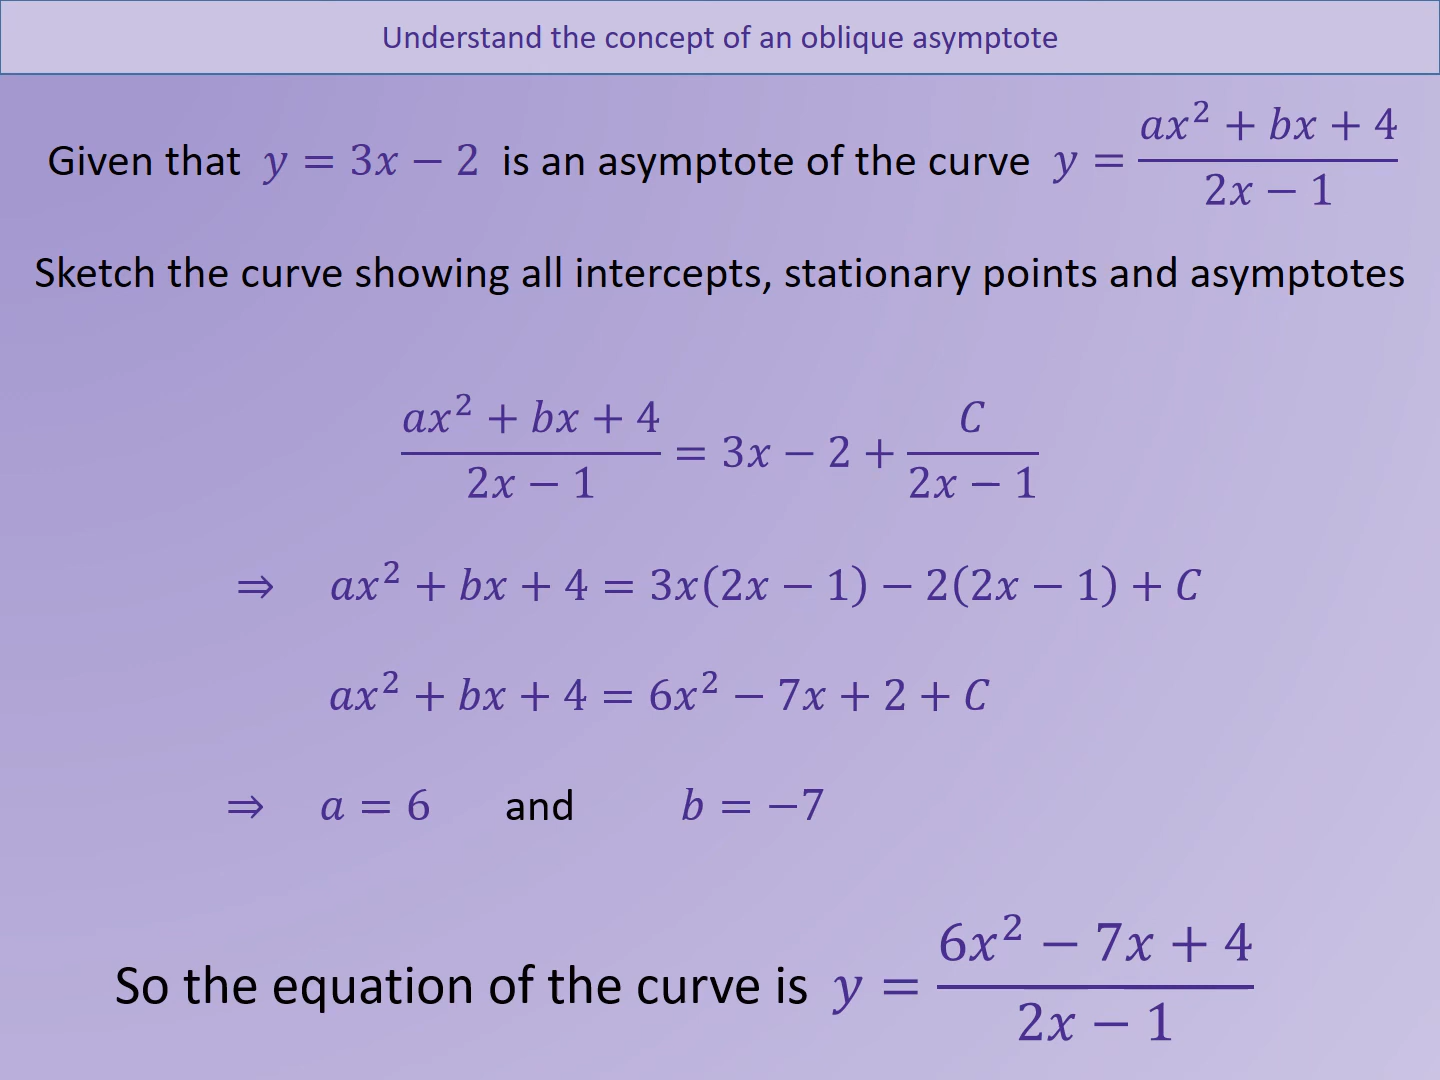 Understand the concept of an oblique asymptote
Given that y = 3x − 2 is an asymptote of the curve y = (ax² + bx + 4)/(2x − 1)
Sketch the curve showing all intercepts, stationary points and asymptotes
(ax² + bx + 4)/(2x − 1) = 3x − 2 + C/(2x − 1)
⇒ ax² + bx + 4 = 3x(2x − 1) − 2(2x − 1) + C
ax² + bx + 4 = 6x² − 7x + 2 + C
⇒ a = 6 and b = −7
So the equation of the curve is y = (6x² − 7x + 4)/(2x − 1)